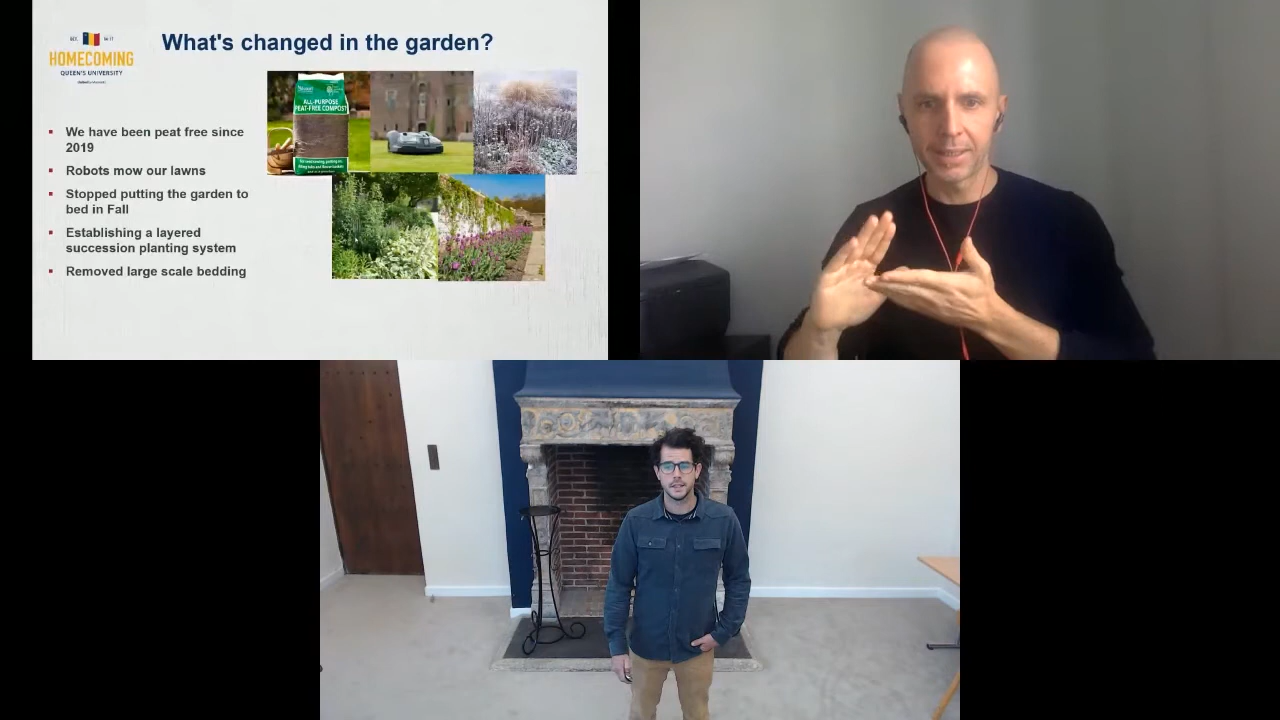 EST. 1841
HOMECOMING
QUEEN'S UNIVERSITY
What's changed in the garden?
ALL-PURPOSE
PEAT-FREE COMPOST
We have been peat free since
2019
Robots mow our lawns
Stopped putting the garden to
bed in Fall
Establishing a layered
succession planting system
Removed large scale bedding